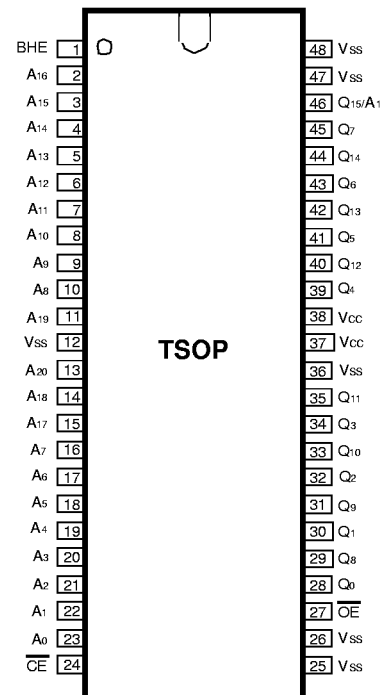 BHE 1 48 Vss
A16 2 47 Vss
A15 3 46 Q15/A1
A14 4 45 Q7
A13 5 44 Q14
A12 6 43 Q6
A11 7 42 Q13
A10 8 41 Q5
A9 9 40 Q12
A8 10 39 Q4
A19 11 38 Vcc
Vss 12 37 Vcc
TSOP
A20 13 36 Vss
A18 14 35 Q11
A17 15 34 Q3
A7 16 33 Q10
A6 17 32 Q2
A5 18 31 Q9
A4 19 30 Q1
A3 20 29 Q8
A2 21 28 Q0
A1 22 27 O̅E̅
A0 23 26 Vss
C̅E̅ 24 25 Vss